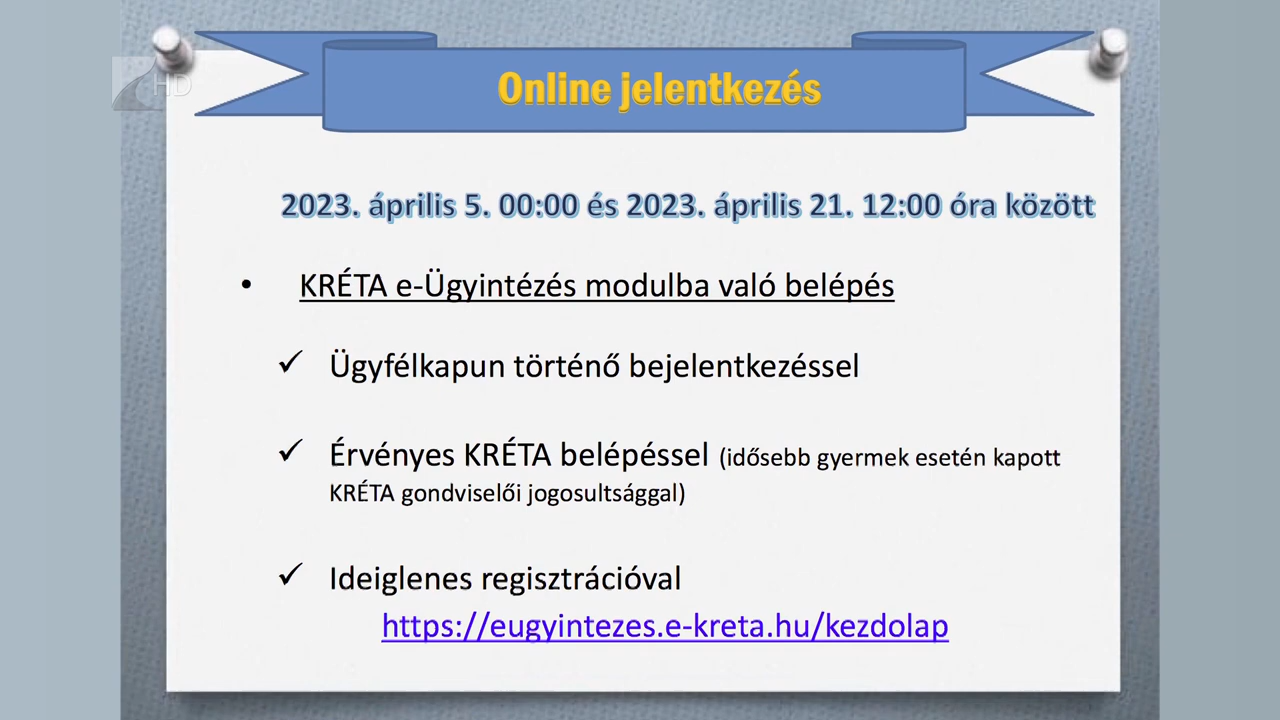 HD
Online jelentkezés
2023. április 5. 00:00 és 2023. április 21. 12:00 óra között
• KRÉTA e-Ügyintézés modulba való belépés
✓ Ügyfélkapun történő bejelentkezéssel
✓ Érvényes KRÉTA belépéssel (idősebb gyermek esetén kapott
KRÉTA gondviselői jogosultsággal)
✓ Ideiglenes regisztrációval
https://eugyintezes.e-kreta.hu/kezdolap